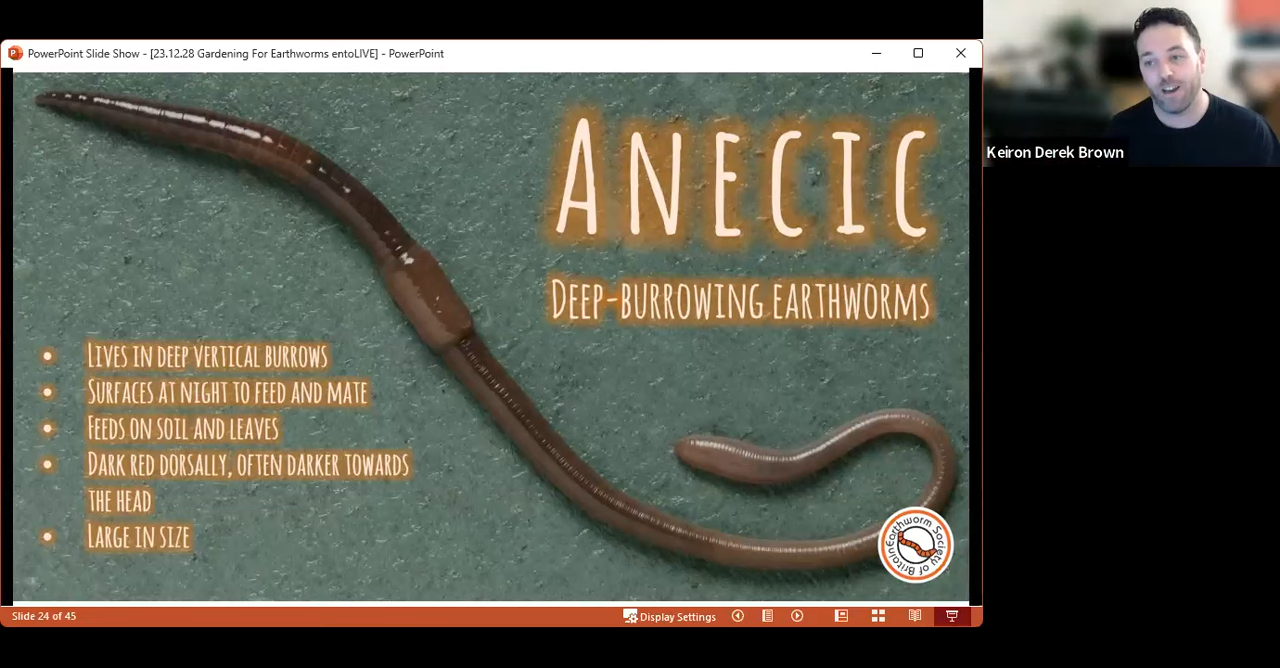 PowerPoint Slide Show - [23.12.28 Gardening For Earthworms entoLIVE] - PowerPoint
Keiron Derek Brown
ANECIC
DEEP-BURROWING EARTHWORMS
• LIVES IN DEEP VERTICAL BURROWS
• SURFACES AT NIGHT TO FEED AND MATE
• FEEDS ON SOIL AND LEAVES
• DARK RED DORSALLY, OFTEN DARKER TOWARDS
THE HEAD
• LARGE IN SIZE
Earthworm Society
of Britain
Slide 24 of 45
Display Settings